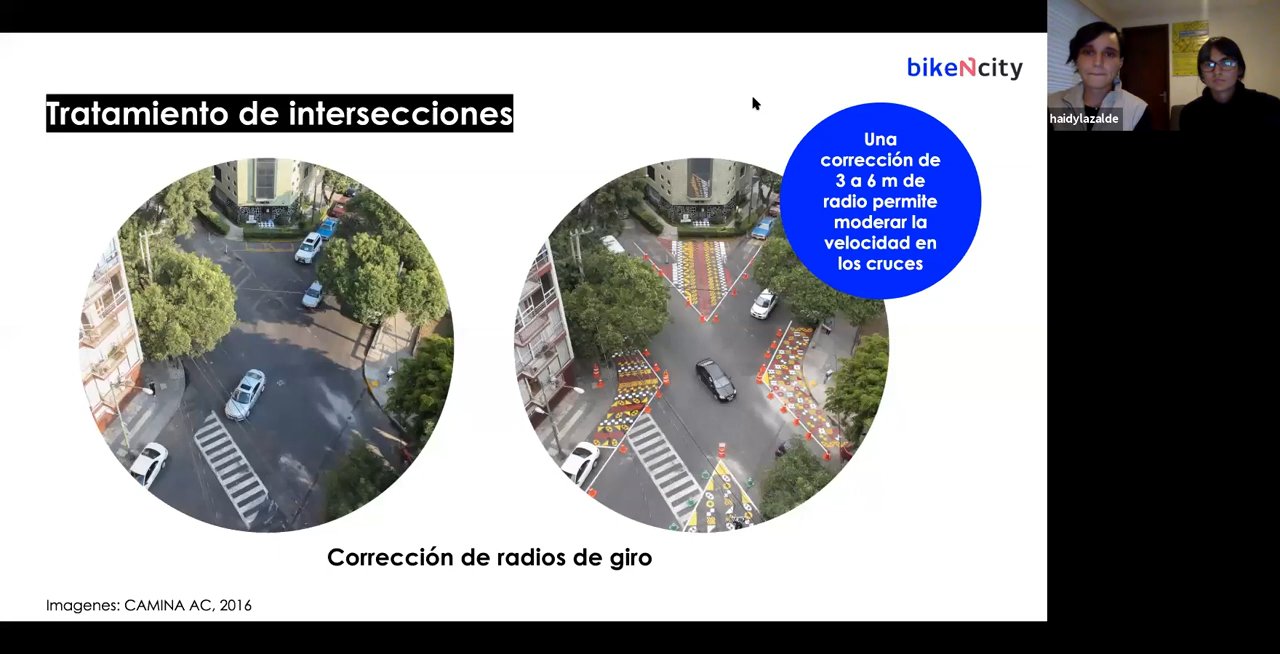 bikeNcity
Tratamiento de intersecciones
Una
corrección de
3 a 6 m de
radio permite
moderar la
velocidad en
los cruces
Corrección de radios de giro
Imagenes: CAMINA AC, 2016
haidylazalde